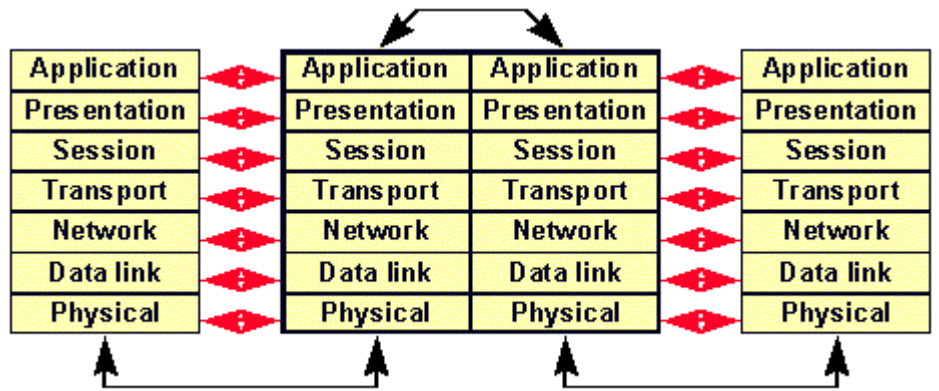 Application Application Application Application
Presentation Presentation Presentation Presentation
Session Session Session Session
Transport Transport Transport Transport
Network Network Network Network
Data link Data link Data link Data link
Physical Physical Physical Physical